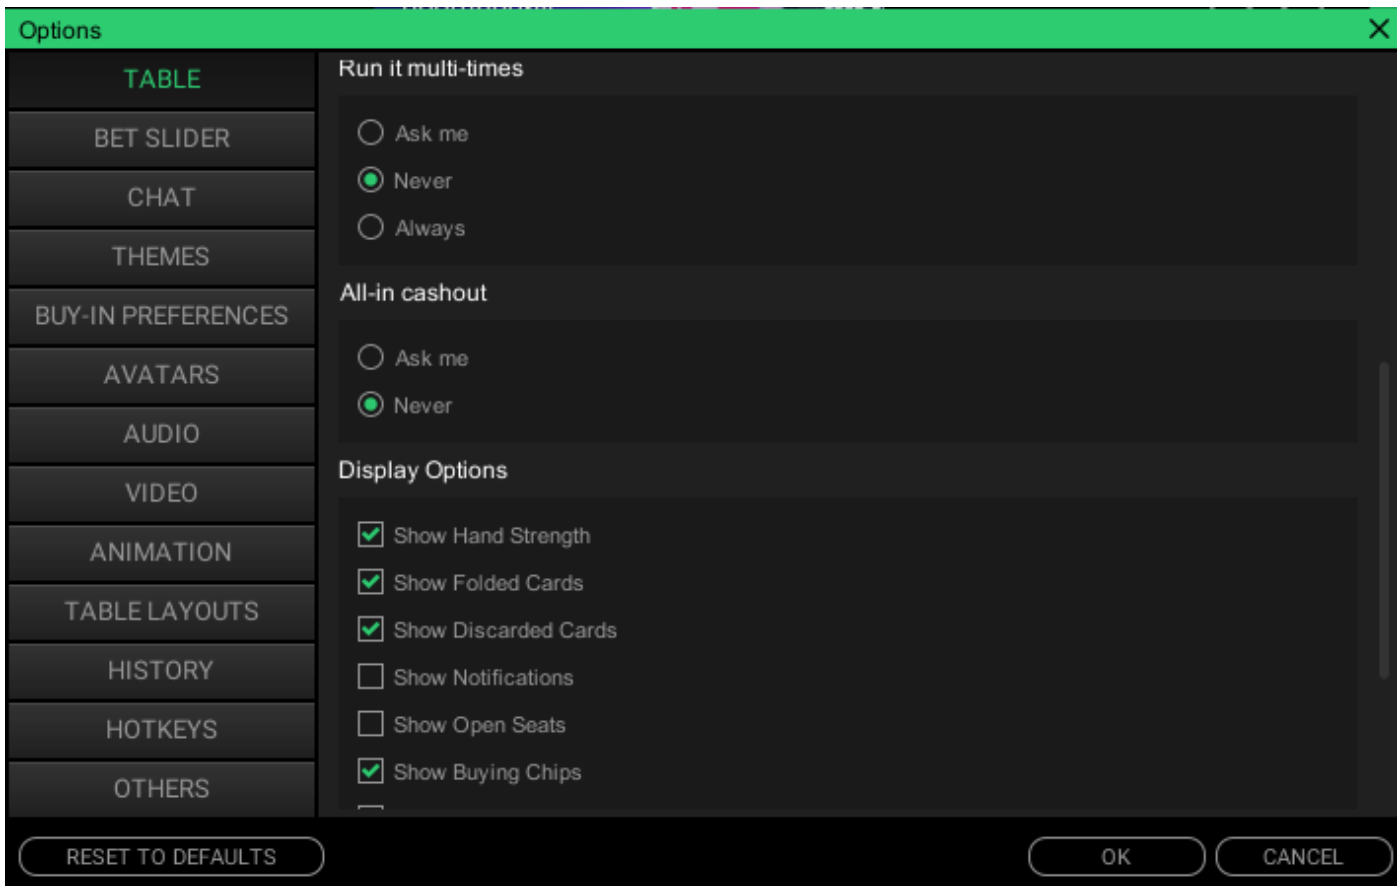 Options
TABLE
BET SLIDER
CHAT
THEMES
BUY-IN PREFERENCES
AVATARS
AUDIO
VIDEO
ANIMATION
TABLE LAYOUTS
HISTORY
HOTKEYS
OTHERS
Run it multi-times
Ask me
Never
Always
All-in cashout
Ask me
Never
Display Options
Show Hand Strength
Show Folded Cards
Show Discarded Cards
Show Notifications
Show Open Seats
Show Buying Chips
RESET TO DEFAULTS
OK
CANCEL